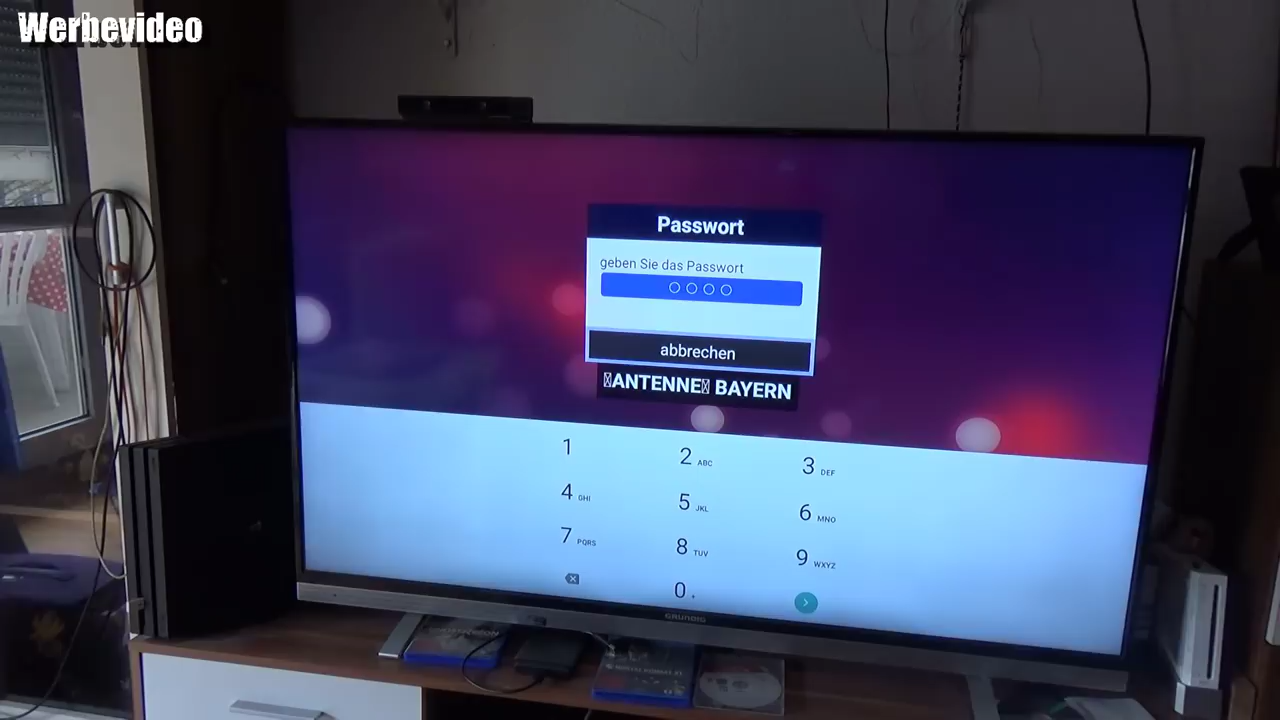 Werbevideo
Passwort
geben Sie das Passwort
abbrechen
ANTENNE BAYERN
1
2 ABC
3 DEF
4 GHI
5 JKL
6 MNO
7 PQRS
8 TUV
9 WXYZ
0 .
GRUNDIG